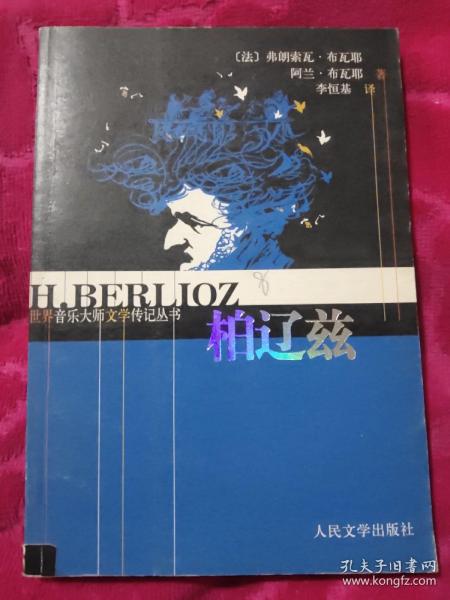 〔法〕弗朗索瓦·布瓦耶
阿兰·布瓦耶 著
李恒基 译
H.BERLIOZ
8
世界音乐大师文学传记丛书
柏辽兹
人民文学出版社
孔夫子旧书网
www.kongfz.com